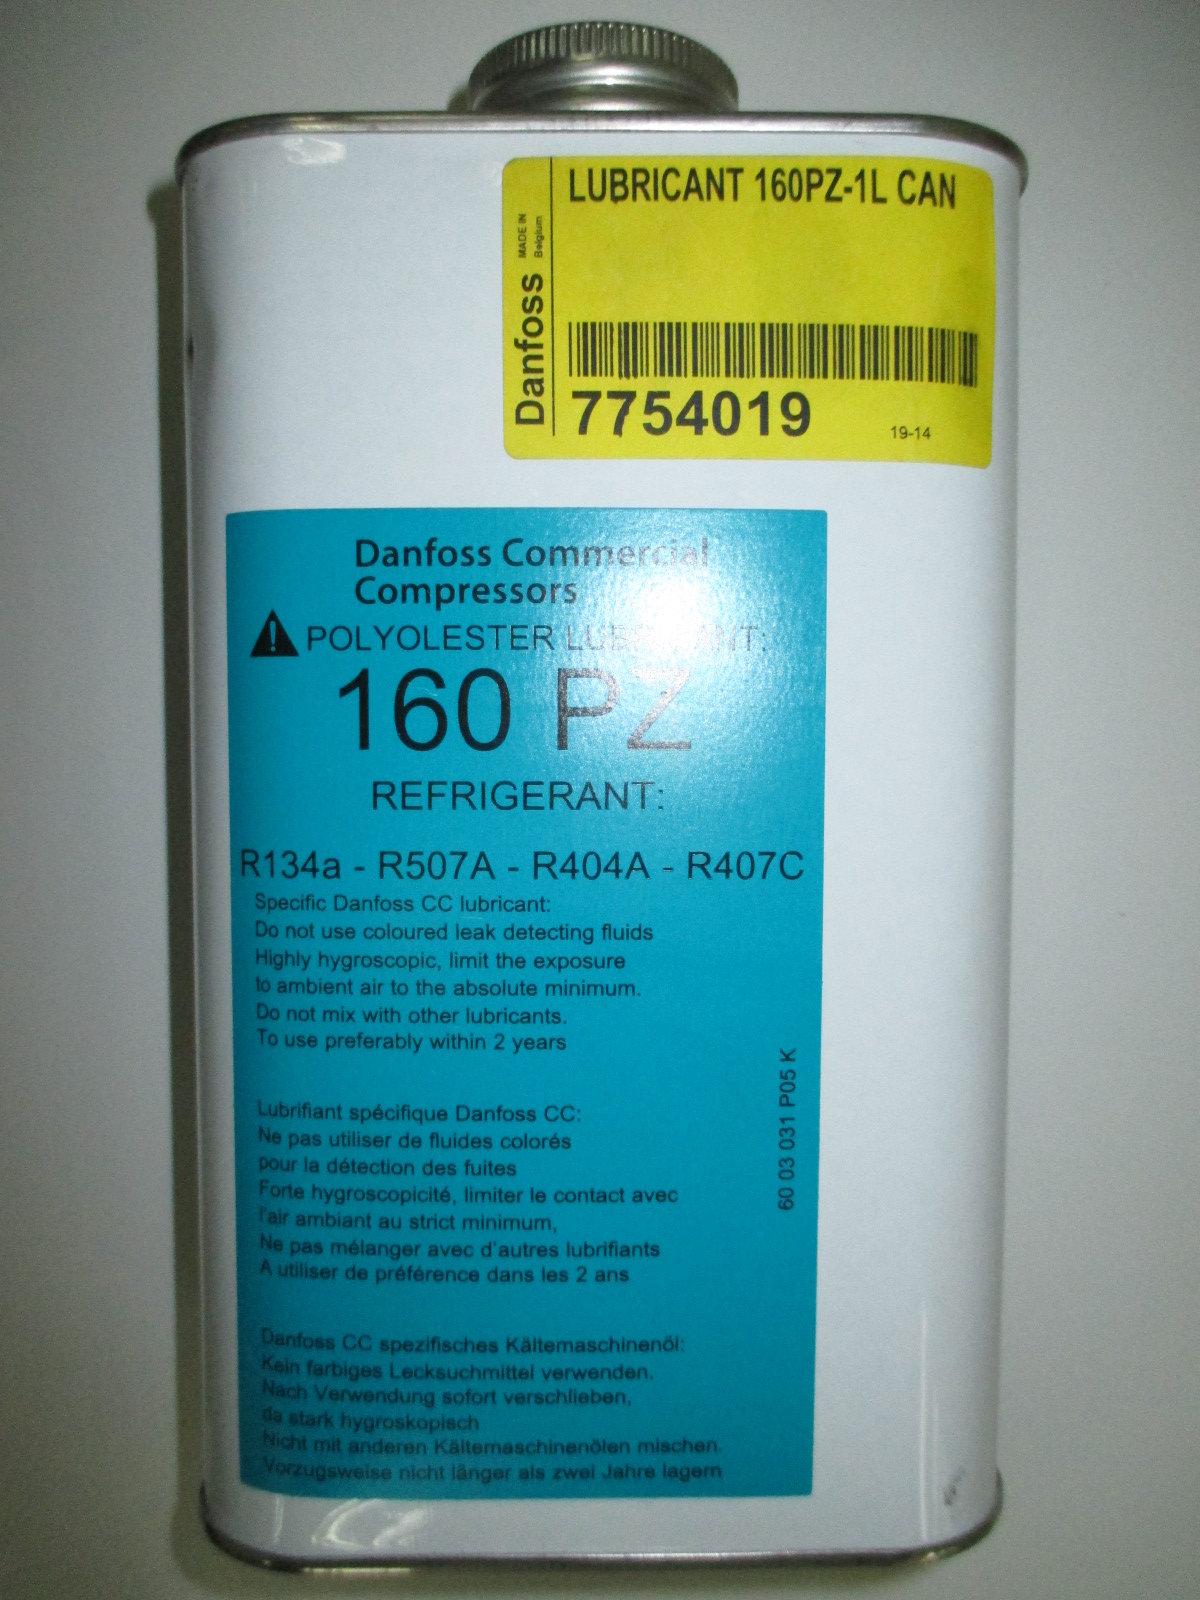 LUBRICANT 160PZ-1L CAN
Danfoss
MADE IN
Belgium
7754019
19-14
Danfoss Commercial
Compressors
POLYOLESTER LUBRICANT:
160 PZ
REFRIGERANT:
R134a - R507A - R404A - R407C
Specific Danfoss CC lubricant:
Do not use coloured leak detecting fluids
Highly hygroscopic, limit the exposure
to ambient air to the absolute minimum.
Do not mix with other lubricants.
To use preferably within 2 years
60 03 031 P05 K
Lubrifiant spécifique Danfoss CC:
Ne pas utiliser de fluides colorés
pour la détection des fuites
Forte hygroscopicité, limiter le contact avec
l'air ambiant au strict minimum,
Ne pas mélanger avec d'autres lubrifiants
A utiliser de préférence dans les 2 ans
Danfoss CC spezifisches Kältemaschinenöl:
Kein farbiges Lecksuchmittel verwenden.
Nach Verwendung sofort verschlieben,
da stark hygroskopisch
Nicht mit anderen Kältemaschinenölen mischen.
Vorzugsweise nicht länger als zwei Jahre lagern